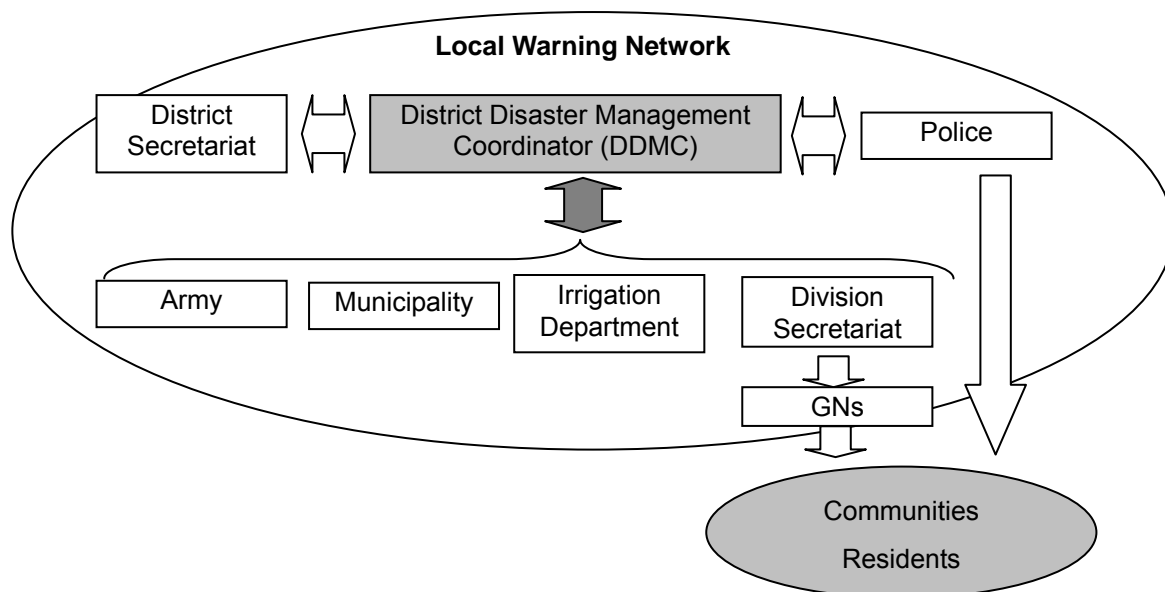 Local Warning Network
District
Secretariat
District Disaster Management
Coordinator (DDMC)
Police
Army
Municipality
Irrigation
Department
Division
Secretariat
GNs
Communities
Residents